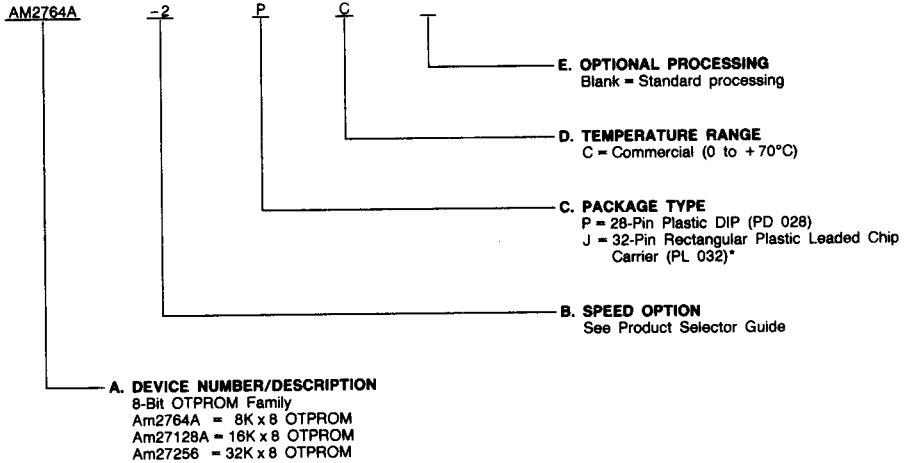 AM2764A -2 P C
E. OPTIONAL PROCESSING
Blank = Standard processing
D. TEMPERATURE RANGE
C = Commercial (0 to +70°C)
C. PACKAGE TYPE
P = 28-Pin Plastic DIP (PD 028)
J = 32-Pin Rectangular Plastic Leaded Chip
Carrier (PL 032)*
B. SPEED OPTION
See Product Selector Guide
A. DEVICE NUMBER/DESCRIPTION
8-Bit OTPROM Family
Am2764A = 8K x 8 OTPROM
Am27128A = 16K x 8 OTPROM
Am27256 = 32K x 8 OTPROM